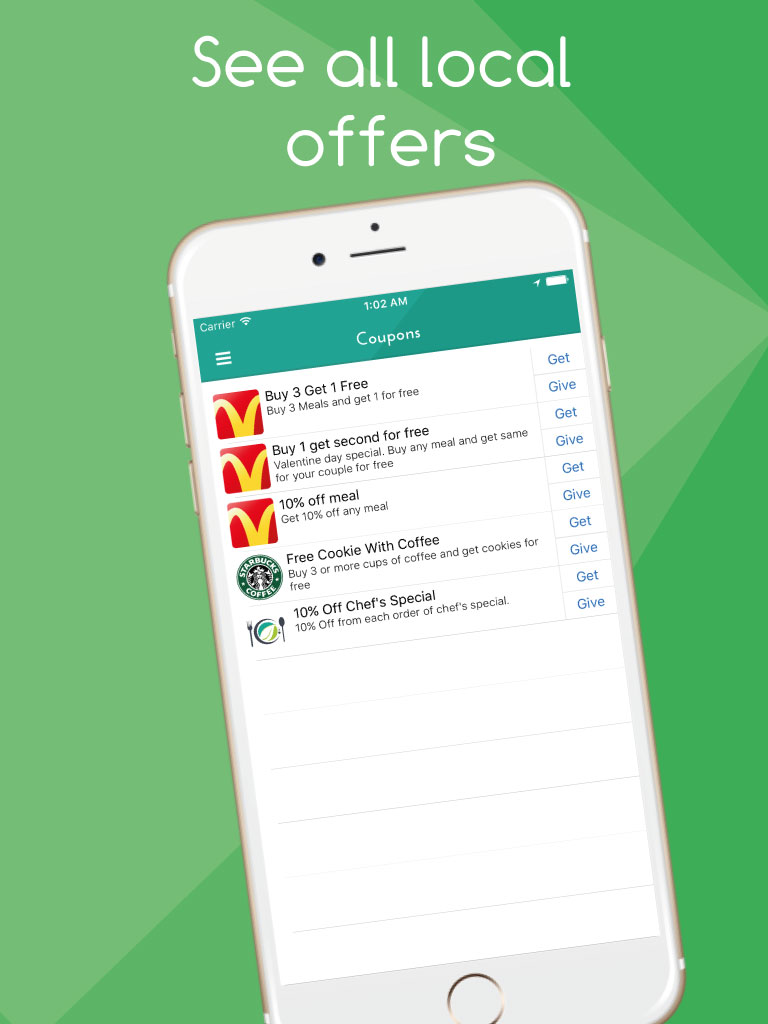 See all local
offers
Carrier
1:02 AM
Coupons
Buy 3 Get 1 Free
Buy 3 Meals and get 1 for free
Get
Give
Buy 1 get second for free
Valentine day special. Buy any meal and get same
for your couple for free
Get
Give
10% off meal
Get 10% off any meal
Get
Give
STARBUCKS
COFFEE
Free Cookie With Coffee
Buy 3 or more cups of coffee and get cookies for
free
Get
Give
10% Off Chef's Special
10% Off from each order of chef's special.
Get
Give